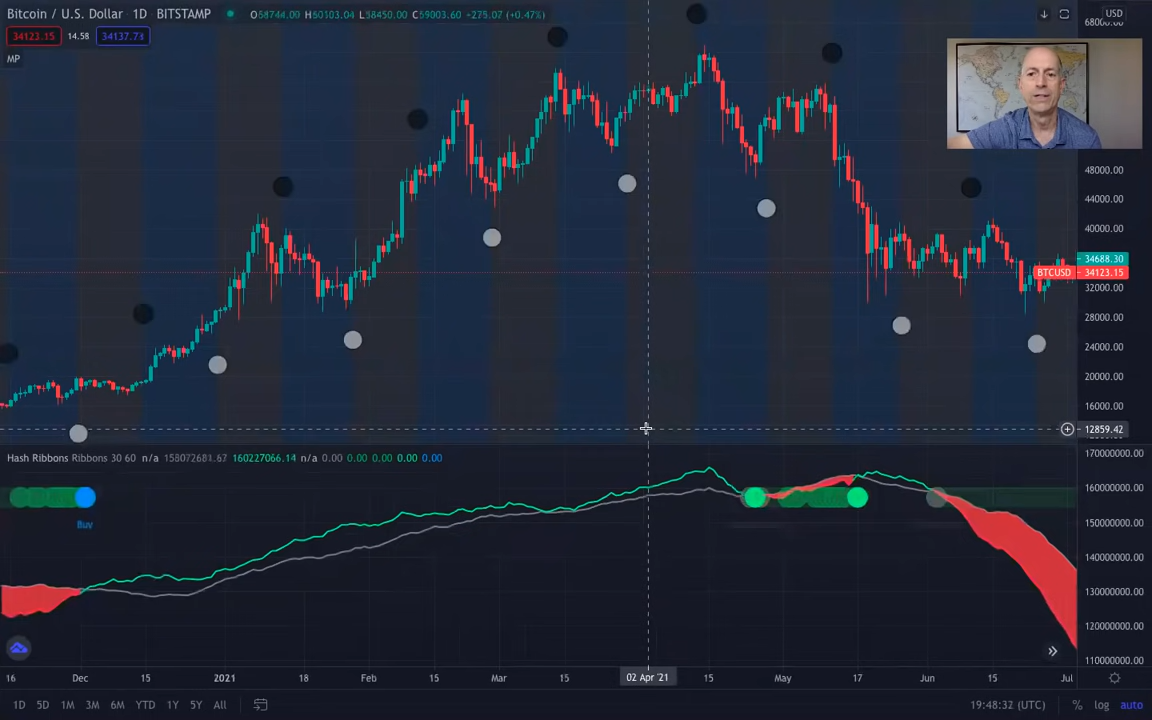 Bitcoin / U.S. Dollar 1D BITSTAMP O58744.00 H60103.04 L58450.00 C59003.60 -275.07 (+0.47%) USD
34123.15 14.58 34137.73
MP
48000.00
44000.00
40000.00
34688.30
BTCUSD 34123.15
32000.00
28000.00
24000.00
20000.00
16000.00
12859.42
Hash Ribbons Ribbons 30 60 n/a 158072681.67 160227066.14 n/a 0.00 0.00 0.00 0.00 0.00 170000000.00
160000000.00
Buy 150000000.00
140000000.00
130000000.00
120000000.00
110000000.00
16 Dec 15 2021 18 Feb 15 Mar 15 02 Apr '21 15 May 17 Jun 15 Jul
1D 5D 1M 3M 6M YTD 1Y 5Y All 19:48:32 (UTC) % log auto